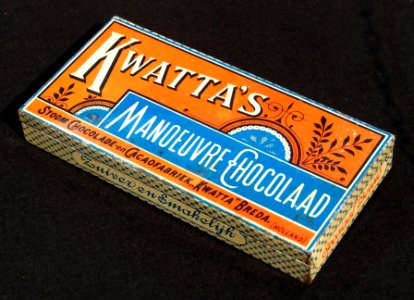 KWATTA'S
MANOEUVRE CHOCOLAAD
STOOM CHOCOLADE- EN CACAOFABRIEK, KWATTA BREDA. (HOLLAND)
Zuiver en Smakelijk